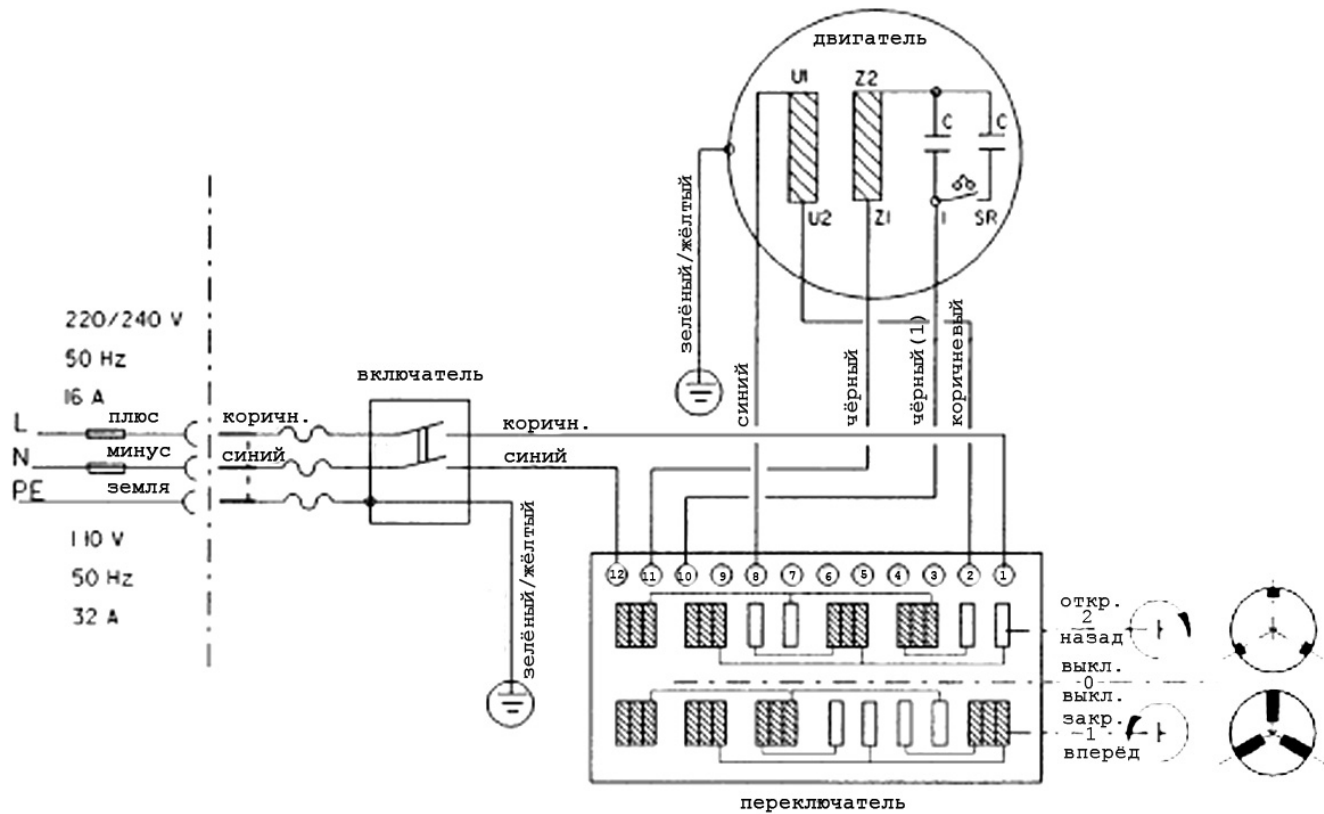 двигатель
U1
Z2
C
C
U2
Z1
1
SR
зелёный/жёлтый
синий
чёрный
чёрный(1)
коричневый
220/240 V
50 Hz
16 A
включатель
L
плюс
коричн.
коричн.
N
минус
синий
синий
PE
земля
110 V
50 Hz
32 A
зелёный/жёлтый
12 11 10 9 8 7 6 5 4 3 2 1
откр.
2
назад
выкл.
0
выкл.
закр.
1
вперёд
переключатель